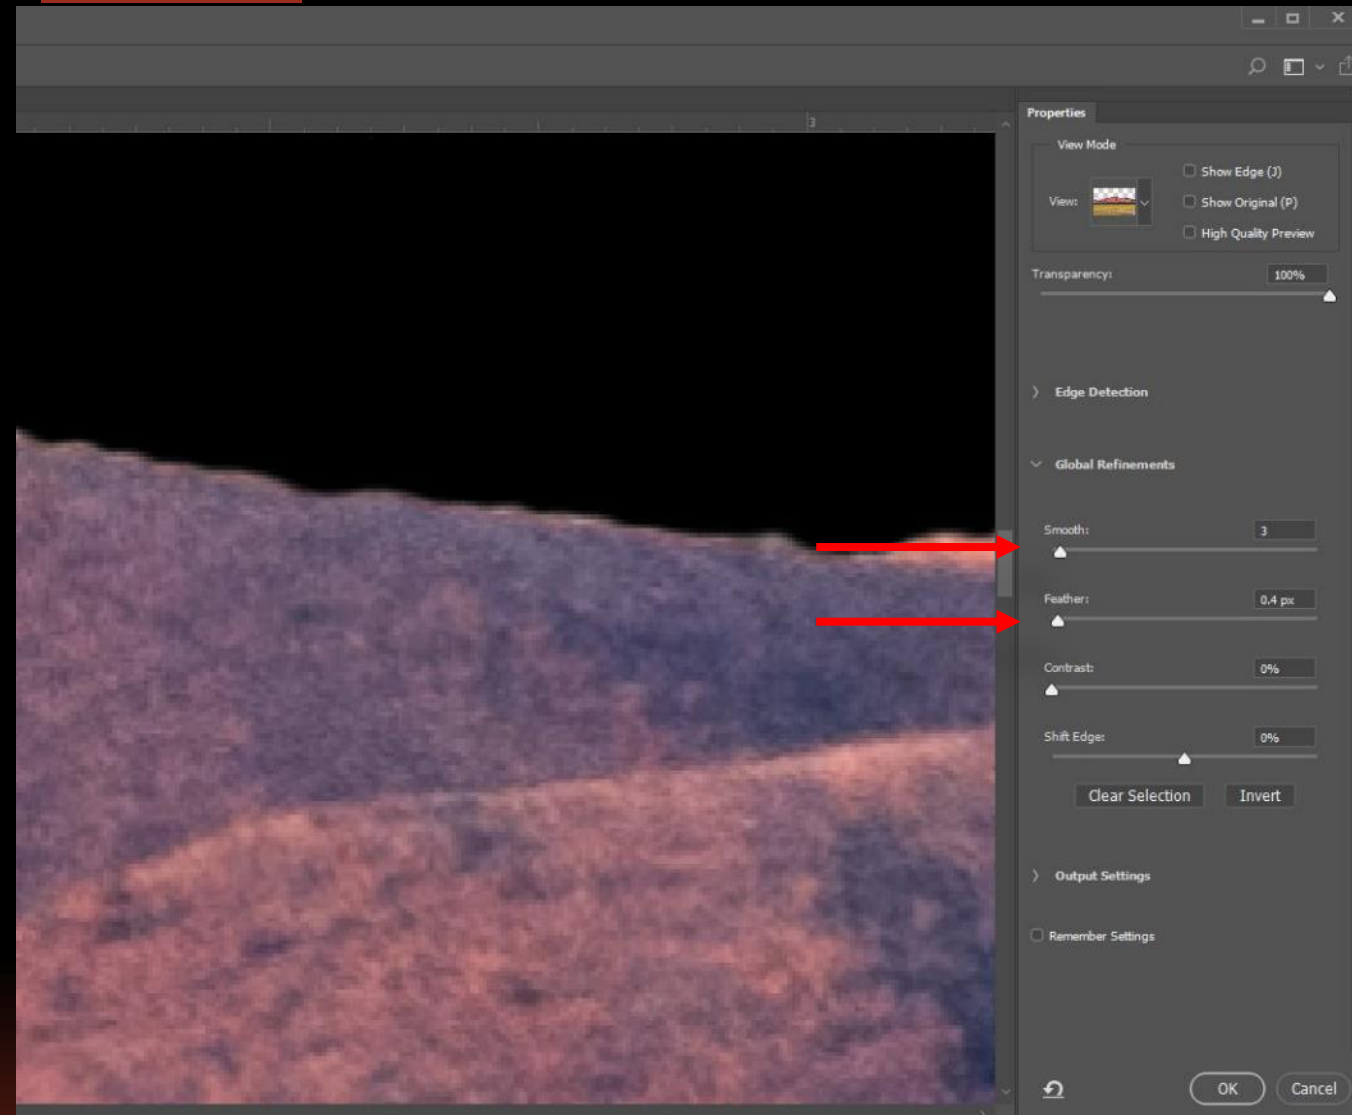 3
Properties
View Mode
Show Edge (J)
View:
Show Original (P)
High Quality Preview
Transparency: 100%
Edge Detection
Global Refinements
Smooth: 3
Feather: 0.4 px
Contrast: 0%
Shift Edge: 0%
Clear Selection Invert
Output Settings
Remember Settings
OK Cancel